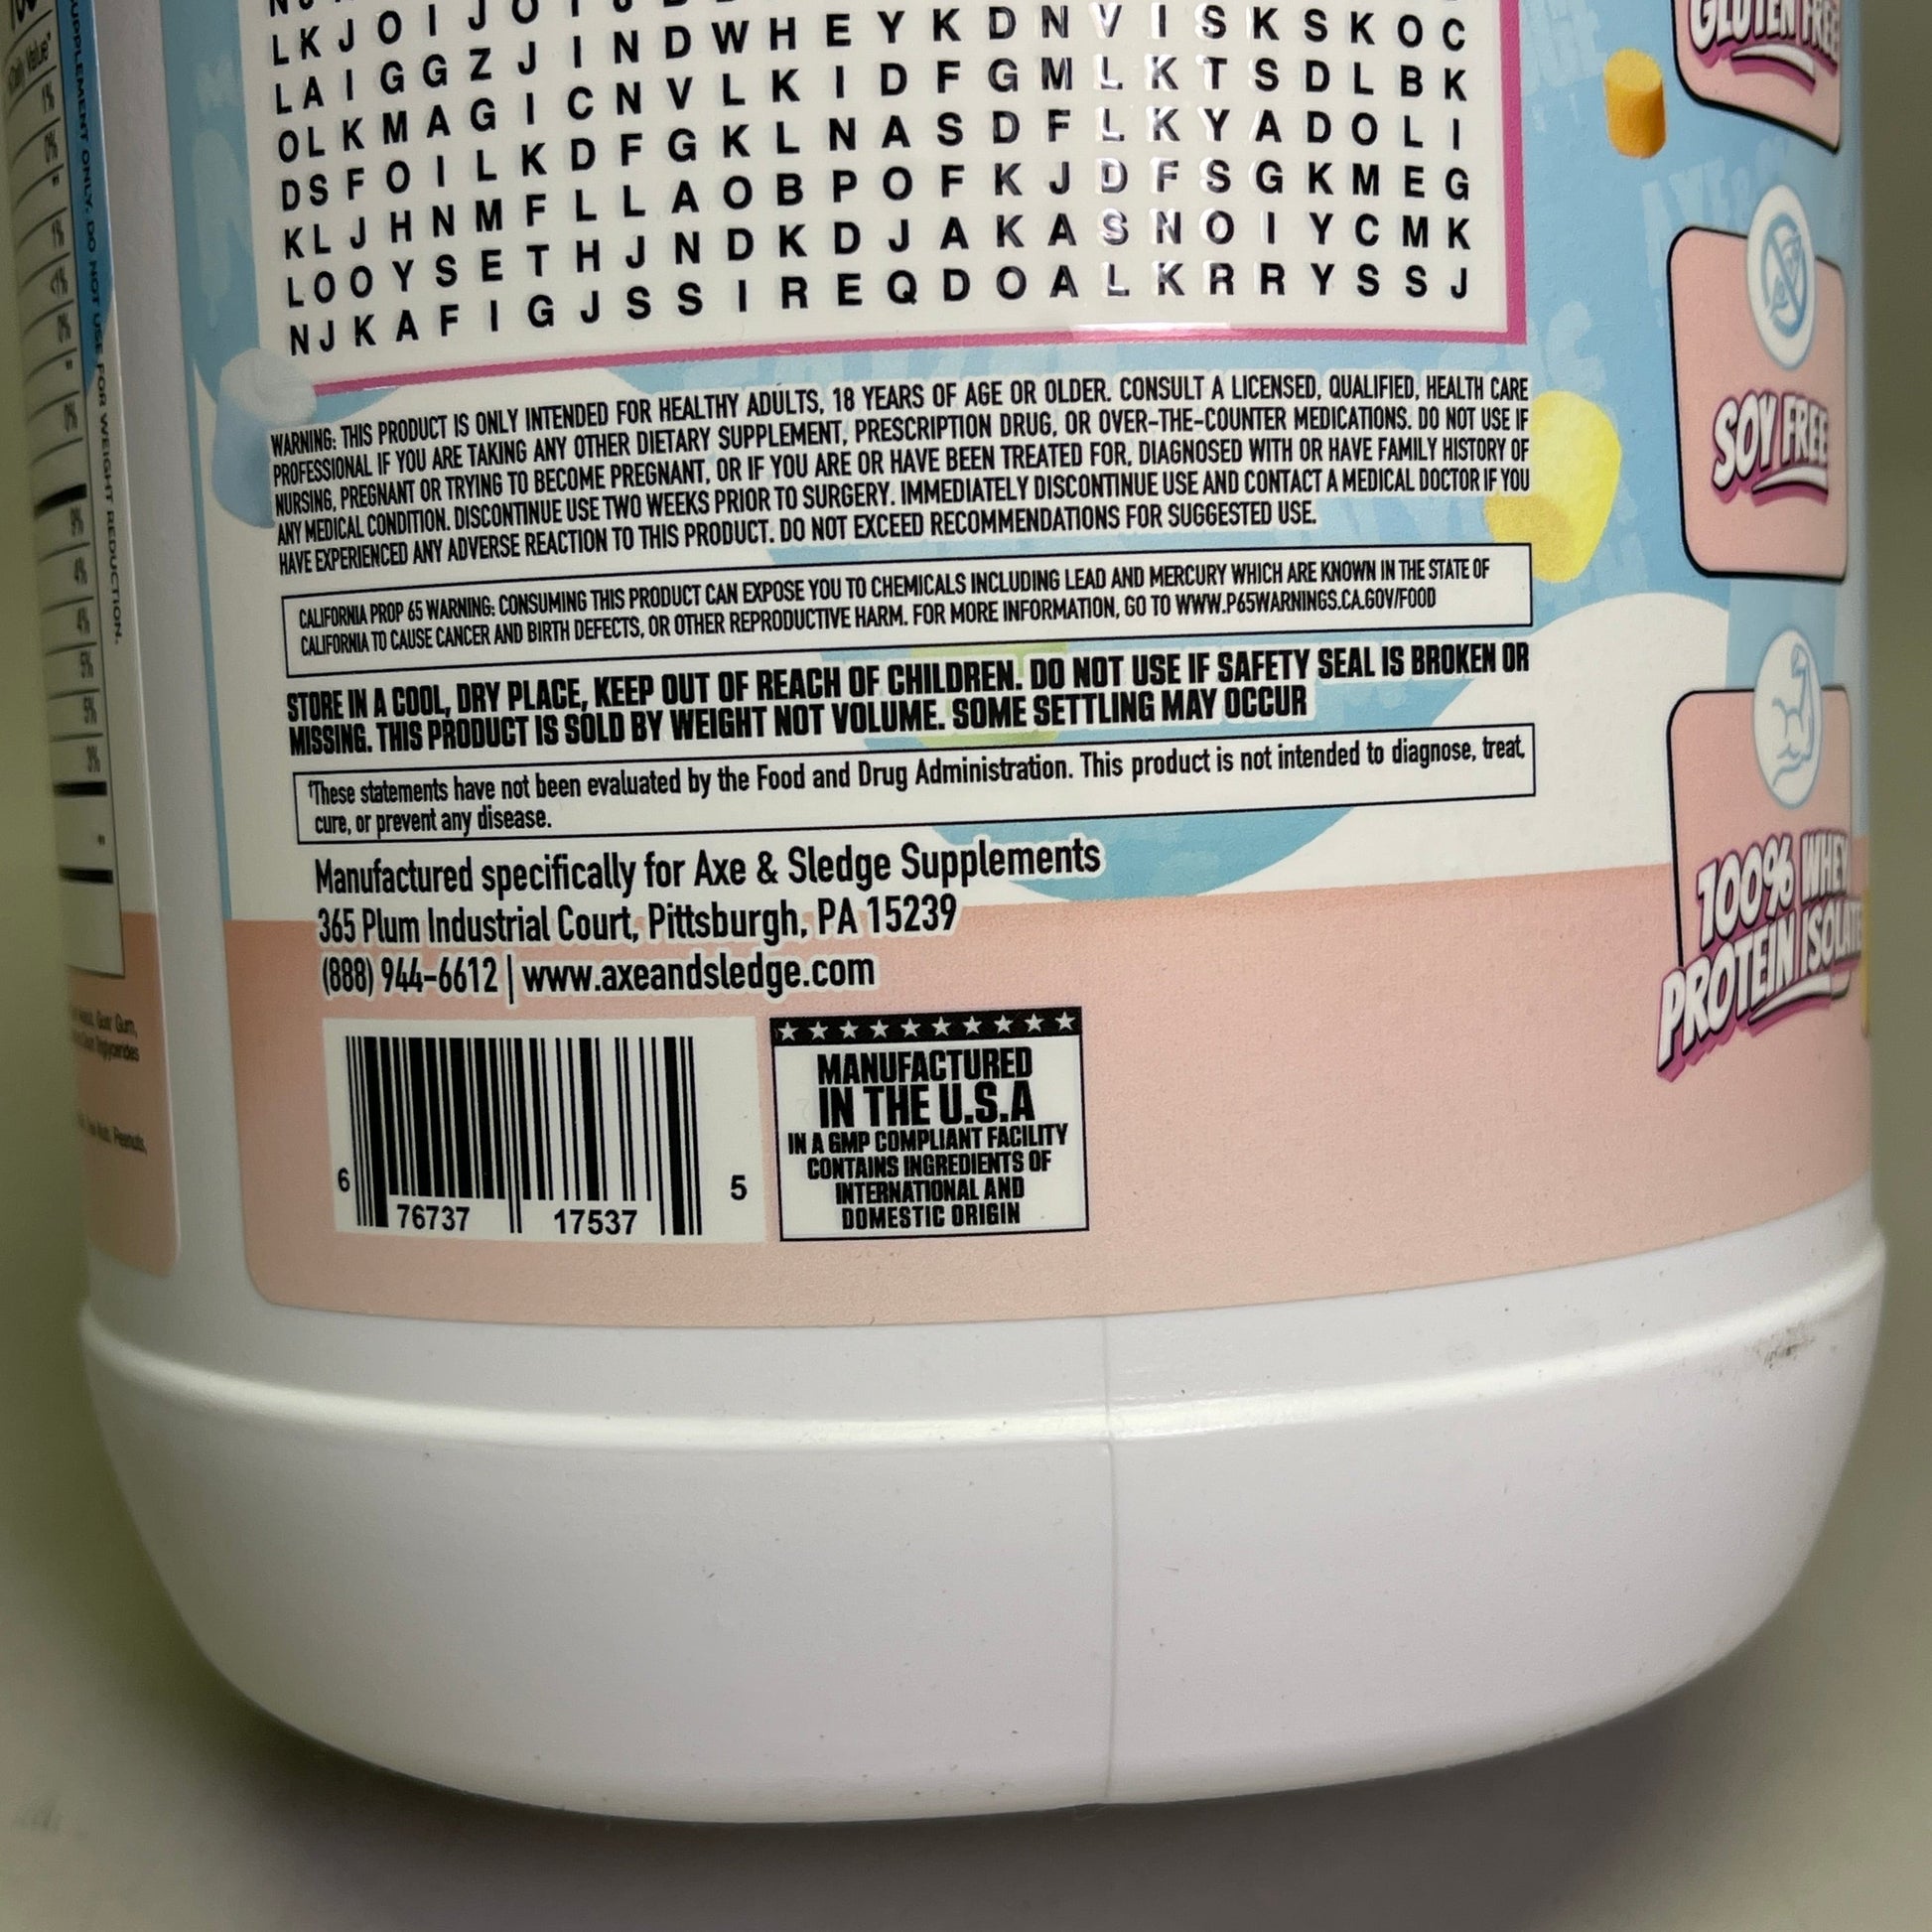 LKJOIJO
LAIGGZJINDWHEYKDNVISKSKOC
OLKMAGICNVLKIDFGMLKTSDLBK
DSFOILKDFGKLNASDFLKYADOLI
KLJHNMFLLAOBPOFKJDFSGKMEG
LOOYSETHJNDKDJAKASNOIYCMK
NJKAFIGJSSIREQDOALKRRYSSJ
WARNING: THIS PRODUCT IS ONLY INTENDED FOR HEALTHY ADULTS, 18 YEARS OF AGE OR OLDER. CONSULT A LICENSED, QUALIFIED, HEALTH CARE
PROFESSIONAL IF YOU ARE TAKING ANY OTHER DIETARY SUPPLEMENT, PRESCRIPTION DRUG, OR OVER-THE-COUNTER MEDICATIONS. DO NOT USE IF
NURSING, PREGNANT OR TRYING TO BECOME PREGNANT, OR IF YOU ARE OR HAVE BEEN TREATED FOR, DIAGNOSED WITH OR HAVE FAMILY HISTORY OF
ANY MEDICAL CONDITION. DISCONTINUE USE TWO WEEKS PRIOR TO SURGERY. IMMEDIATELY DISCONTINUE USE AND CONTACT A MEDICAL DOCTOR IF YOU
HAVE EXPERIENCED ANY ADVERSE REACTION TO THIS PRODUCT. DO NOT EXCEED RECOMMENDATIONS FOR SUGGESTED USE.
CALIFORNIA PROP 65 WARNING: CONSUMING THIS PRODUCT CAN EXPOSE YOU TO CHEMICALS INCLUDING LEAD AND MERCURY WHICH ARE KNOWN IN THE STATE OF
CALIFORNIA TO CAUSE CANCER AND BIRTH DEFECTS, OR OTHER REPRODUCTIVE HARM. FOR MORE INFORMATION, GO TO WWW.P65WARNINGS.CA.GOV/FOOD
STORE IN A COOL, DRY PLACE, KEEP OUT OF REACH OF CHILDREN. DO NOT USE IF SAFETY SEAL IS BROKEN OR
MISSING. THIS PRODUCT IS SOLD BY WEIGHT NOT VOLUME. SOME SETTLING MAY OCCUR
†These statements have not been evaluated by the Food and Drug Administration. This product is not intended to diagnose, treat,
cure, or prevent any disease.
Manufactured specifically for Axe & Sledge Supplements
365 Plum Industrial Court, Pittsburgh, PA 15239
(888) 944-6612 | www.axeandsledge.com
6 76737 17537 5
MANUFACTURED
IN THE U.S.A
IN A GMP COMPLIANT FACILITY
CONTAINS INGREDIENTS OF
INTERNATIONAL AND
DOMESTIC ORIGIN
GLUTEN FREE
SOY FREE
100% WHEY
PROTEIN ISOLATE
SUPPLEMENT ONLY. DO NOT USE FOR WEIGHT REDUCTION.